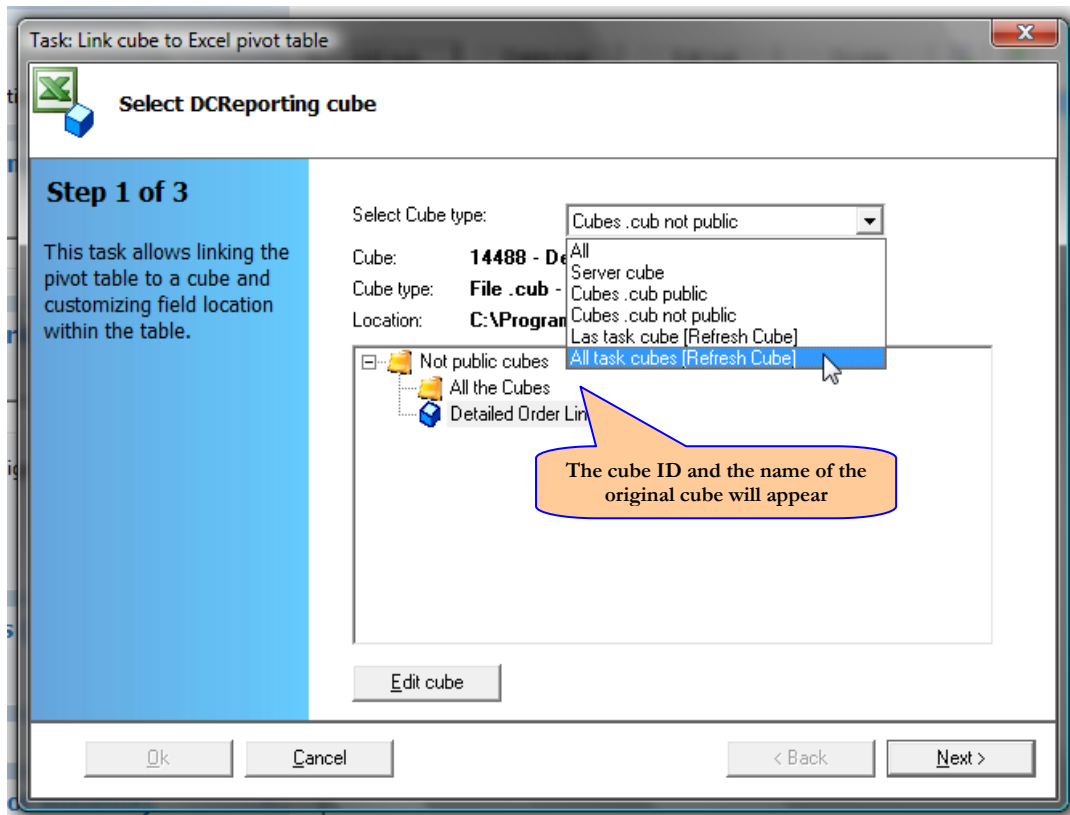 Task: Link cube to Excel pivot table
Select DCReporting cube
Step 1 of 3
This task allows linking the
pivot table to a cube and
customizing field location
within the table.
Select Cube type:
Cubes .cub not public
Cube: 14488 -
Cube type: File .cub -
Location:
All
Server cube
Cubes .cub public
Cubes .cub not public
Las task cube [Refresh Cube]
All task cubes [Refresh Cube]
Not public cubes
All the Cubes
Detailed Order
The cube ID and the name of the
original cube will appear
Edit cube
Ok
Cancel
< Back
Next >